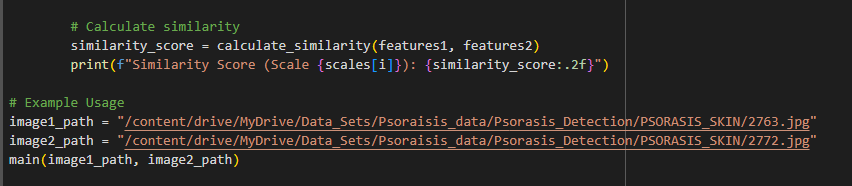 # Calculate similarity
similarity_score = calculate_similarity(features1, features2)
print(f"Similarity Score (Scale {scales[i]}): {similarity_score:.2f}")
# Example Usage
image1_path = "/content/drive/MyDrive/Data_Sets/Psoraisis_data/Psorasis_Detection/PSORASIS_SKIN/2763.jpg"
image2_path = "/content/drive/MyDrive/Data_Sets/Psoraisis_data/Psorasis_Detection/PSORASIS_SKIN/2772.jpg"
main(image1_path, image2_path)